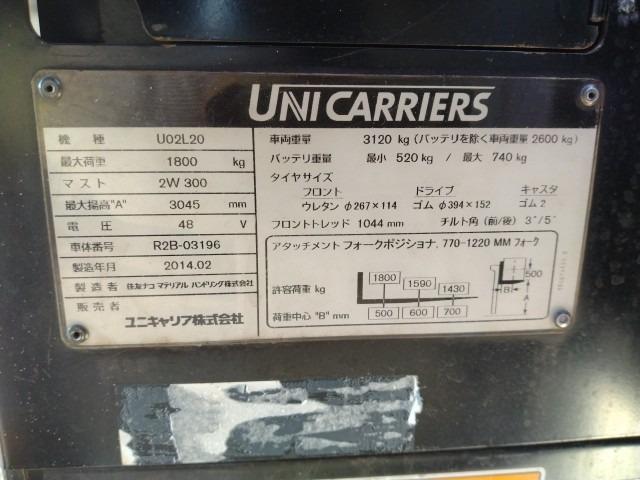 UNICARRIERS
機種 U02L20
最大荷重 1800 kg
マスト 2W 300
最大揚高"A" 3045 mm
電圧 48 V
車体番号 R2B-03196
製造年月 2014.02
製造者 住友ナコ マテリアル ハンドリング株式会社
販売者 ユニキャリア株式会社
車両重量 3120 kg (バッテリを除く車両重量 2600 kg)
バッテリ重量 最小 520 kg / 最大 740 kg
タイヤサイズ
フロント ドライブ キャスタ
ウレタン φ267×114 ゴム φ394×152 ゴム 2
フロントトレッド 1044 mm チルト角 (前/後) 3°/5°
アタッチメント フォークポジショナ, 770-1220 MM フォーク
許容荷重 kg 1800 1590 1430
荷重中心 "B" mm 500 600 700
500
B
A